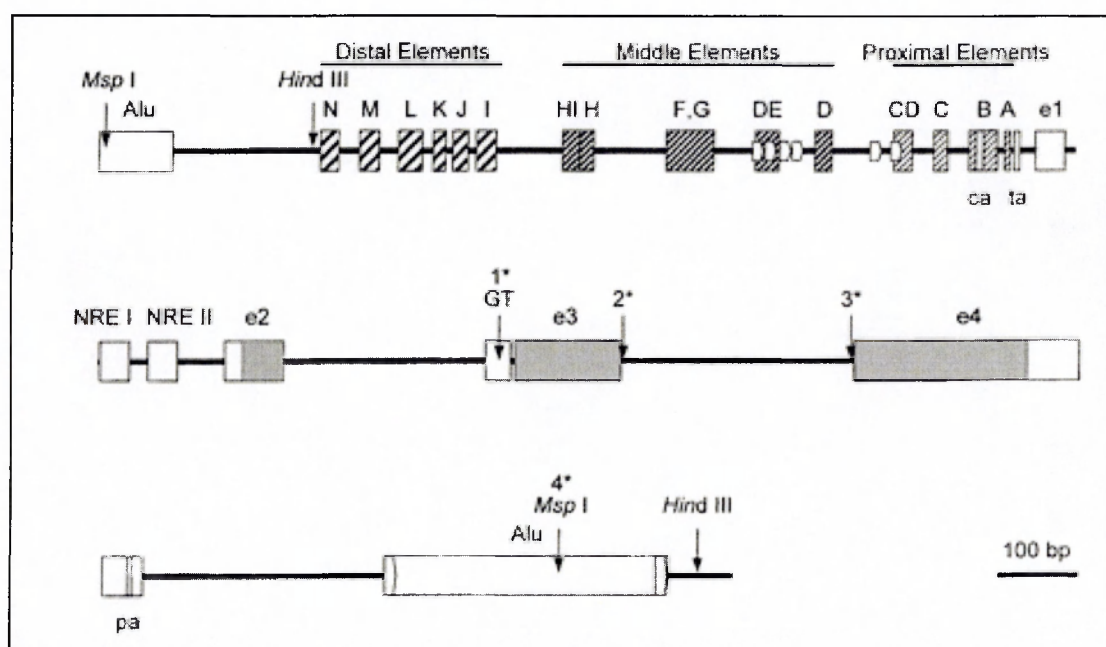 Distal Elements Middle Elements Proximal Elements
Msp I Hind III
Alu N M L K J I HI H F,G DE D CD C B A e1
ca ta
1*
GT 2* 3*
NRE I NRE II e2 e3 e4
4*
Msp I Hind III
Alu
100 bp
pa